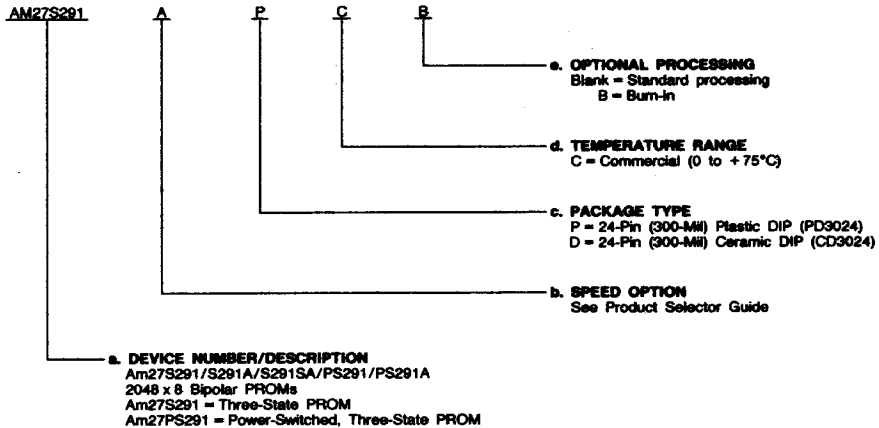 AM27S291 A P C B
e. OPTIONAL PROCESSING
Blank = Standard processing
B = Burn-in
d. TEMPERATURE RANGE
C = Commercial (0 to +75°C)
c. PACKAGE TYPE
P = 24-Pin (300-Mil) Plastic DIP (PD3024)
D = 24-Pin (300-Mil) Ceramic DIP (CD3024)
b. SPEED OPTION
See Product Selector Guide
a. DEVICE NUMBER/DESCRIPTION
Am27S291/S291A/S291SA/PS291/PS291A
2048 x 8 Bipolar PROMs
Am27S291 = Three-State PROM
Am27PS291 = Power-Switched, Three-State PROM